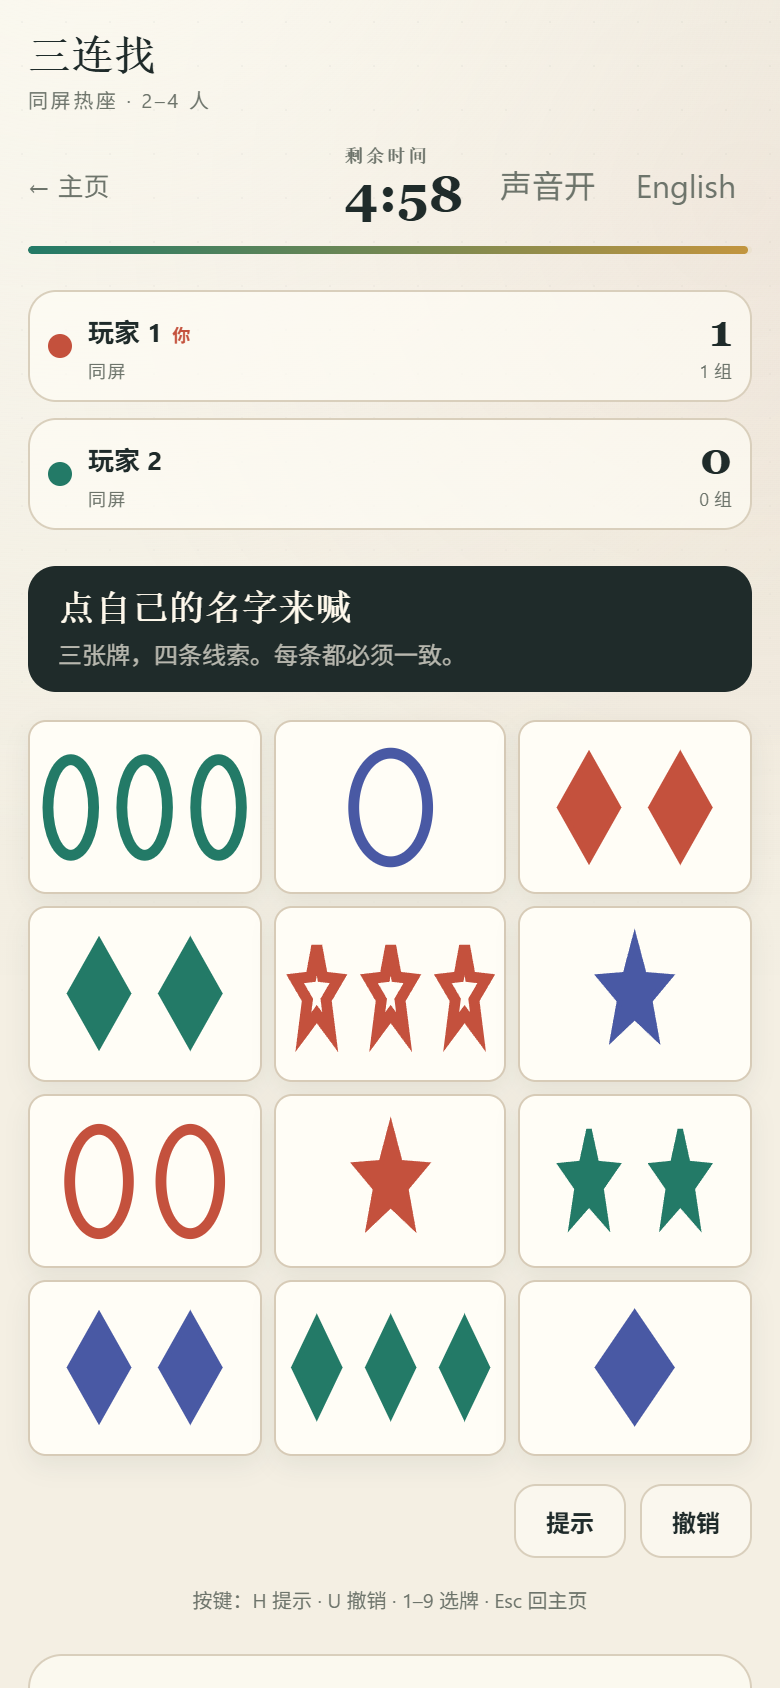 三连找
同屏热座 · 2–4 人
← 主页
剩余时间
4:58
声音开
English
玩家 1 你
同屏
1
1 组
玩家 2
同屏
0
0 组
点自己的名字来喊
三张牌，四条线索。每条都必须一致。
提示
撤销
按键：H 提示 · U 撤销 · 1–9 选牌 · Esc 回主页